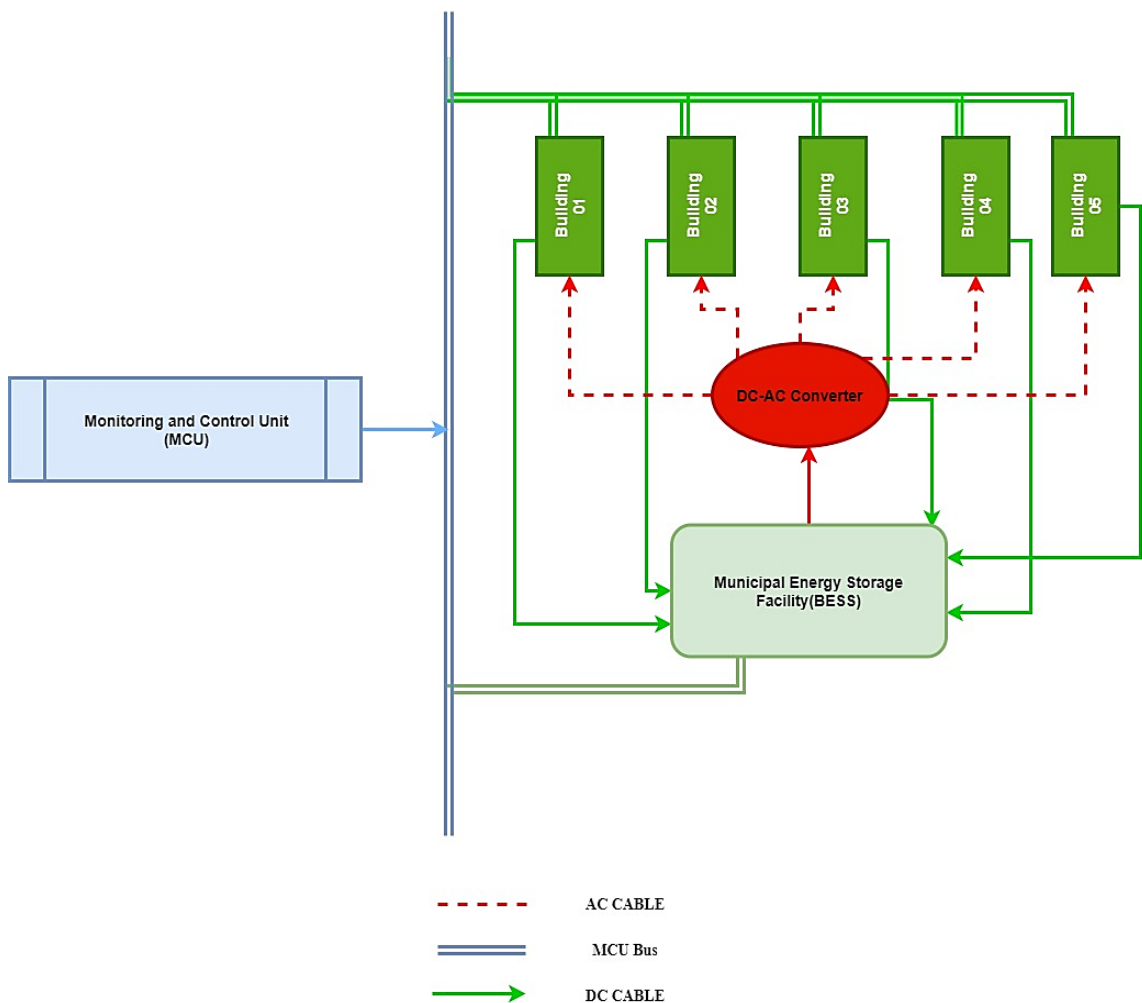 Building
01
Building
02
Building
03
Building
04
Building
05
DC-AC Converter
Monitoring and Control Unit
(MCU)
Municipal Energy Storage
Facility(BESS)
AC CABLE
MCU Bus
DC CABLE